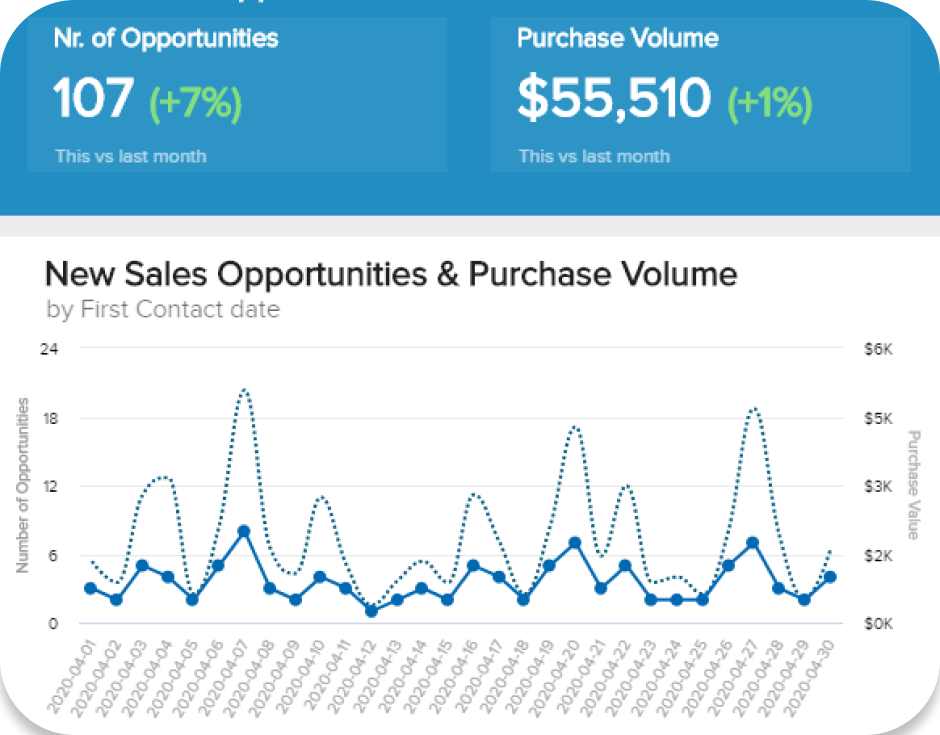 Nr. of Opportunities
107 (+7%)
This vs last month
Purchase Volume
$55,510 (+1%)
This vs last month
New Sales Opportunities & Purchase Volume
by First Contact date
Number of Opportunities
24
18
12
6
0
$6K
$5K
$3K
$2K
$0K
Purchase Value
2020-04-01
2020-04-02
2020-04-03
2020-04-04
2020-04-05
2020-04-06
2020-04-07
2020-04-08
2020-04-09
2020-04-10
2020-04-11
2020-04-12
2020-04-13
2020-04-14
2020-04-15
2020-04-16
2020-04-17
2020-04-18
2020-04-19
2020-04-20
2020-04-21
2020-04-22
2020-04-23
2020-04-24
2020-04-25
2020-04-26
2020-04-27
2020-04-28
2020-04-29
2020-04-30